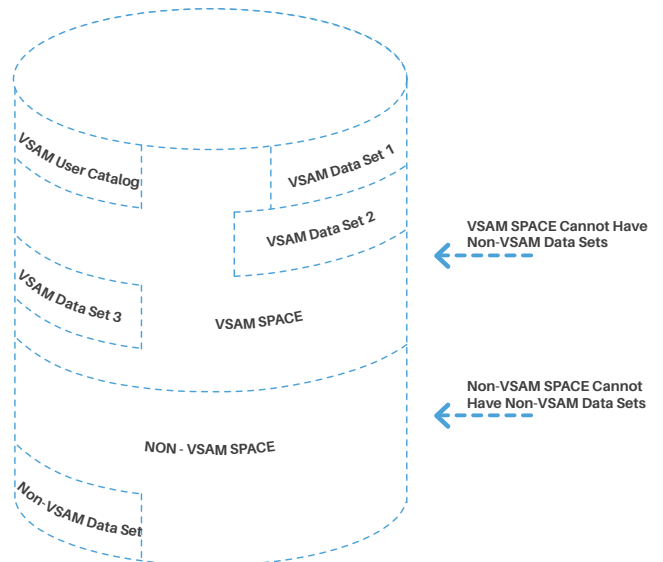 VSAM User Catalog
VSAM Data Set 1
VSAM Data Set 2
VSAM SPACE Cannot Have
Non-VSAM Data Sets
VSAM Data Set 3
VSAM SPACE
Non-VSAM SPACE Cannot
Have Non-VSAM Data Sets
NON - VSAM SPACE
Non-VSAM Data Set